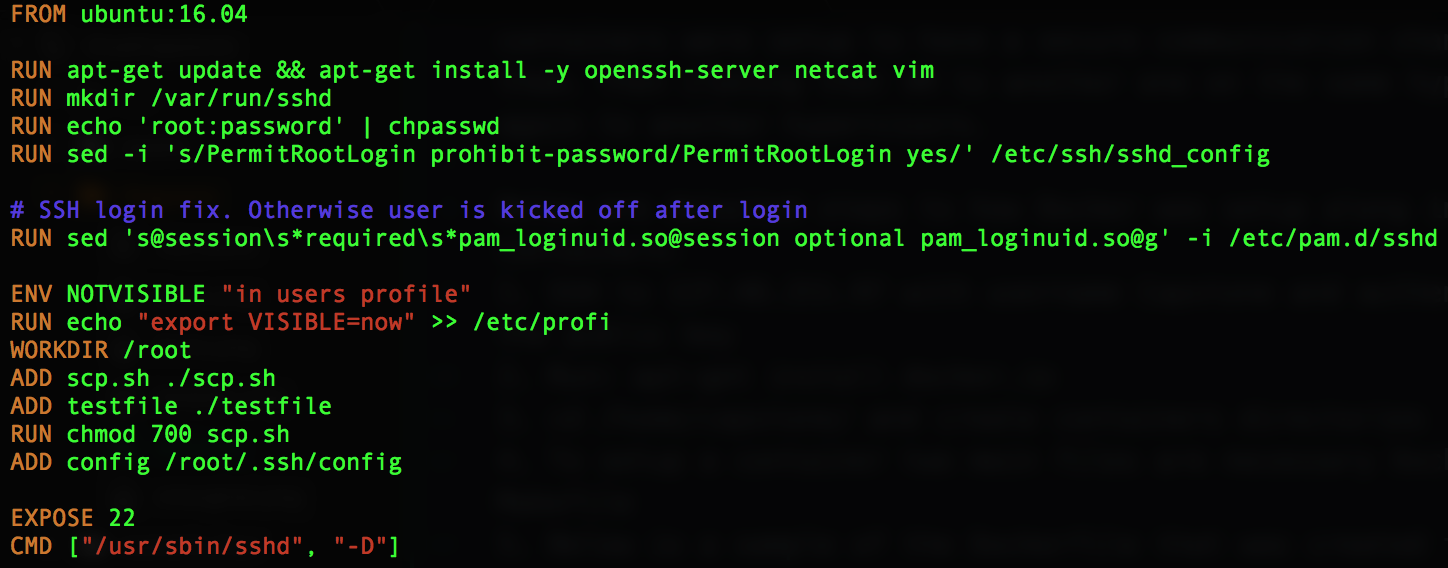 FROM ubuntu:16.04
RUN apt-get update && apt-get install -y openssh-server netcat vim
RUN mkdir /var/run/sshd
RUN echo 'root:password' | chpasswd
RUN sed -i 's/PermitRootLogin prohibit-password/PermitRootLogin yes/' /etc/ssh/sshd_config
# SSH login fix. Otherwise user is kicked off after login
RUN sed 's@session\s*required\s*pam_loginuid.so@session optional pam_loginuid.so@g' -i /etc/pam.d/sshd
ENV NOTVISIBLE "in users profile"
RUN echo "export VISIBLE=now" >> /etc/profi
WORKDIR /root
ADD scp.sh ./scp.sh
ADD testfile ./testfile
RUN chmod 700 scp.sh
ADD config /root/.ssh/config
EXPOSE 22
CMD ["/usr/sbin/sshd", "-D"]